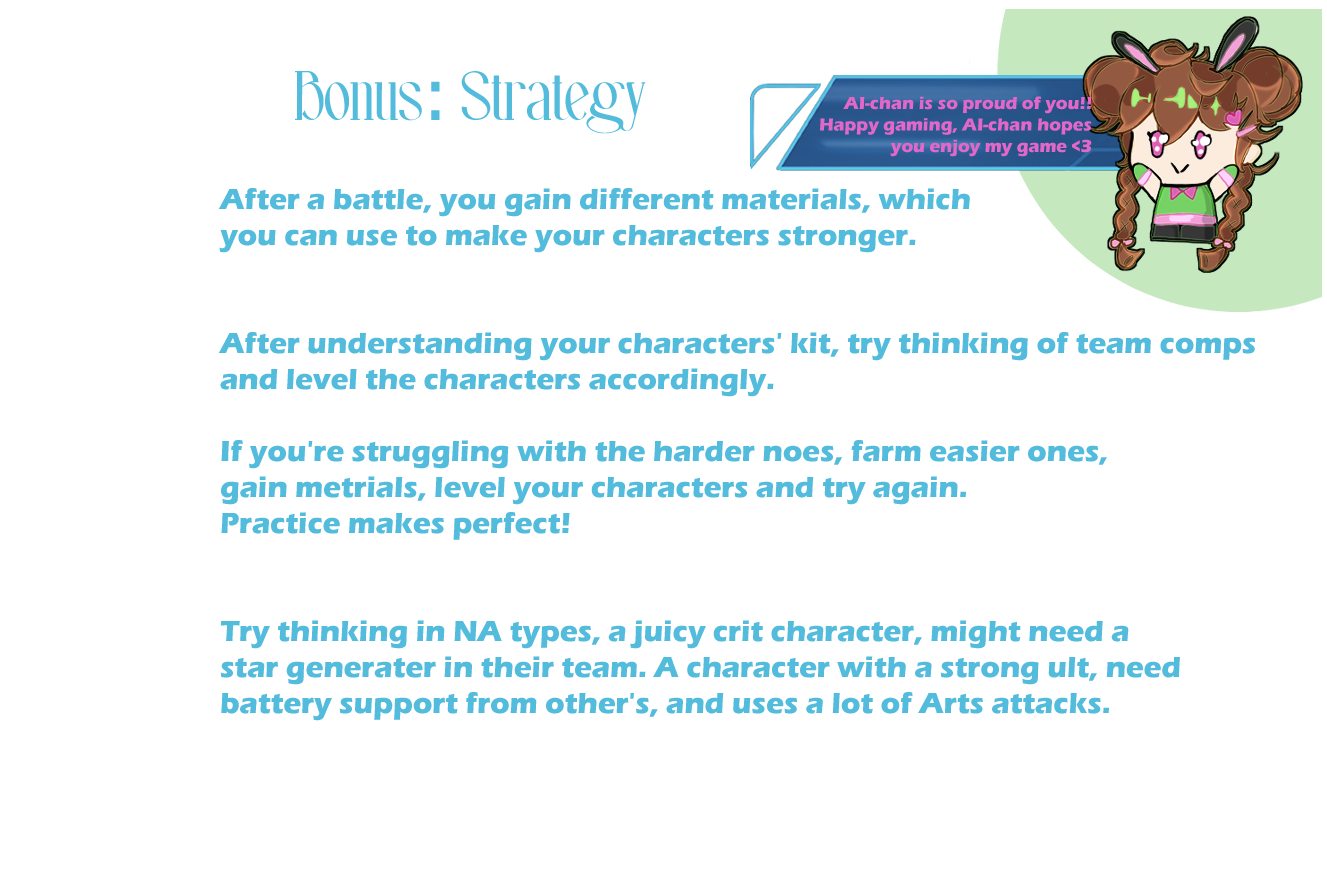 Bonus: Strategy
AI-chan is so proud of you!!
Happy gaming, AI-chan hopes
you enjoy my game <3
After a battle, you gain different materials, which
you can use to make your characters stronger.
After understanding your characters' kit, try thinking of team comps
and level the characters accordingly.
If you're struggling with the harder noes, farm easier ones,
gain metrials, level your characters and try again.
Practice makes perfect!
Try thinking in NA types, a juicy crit character, might need a
star generater in their team. A character with a strong ult, need
battery support from other's, and uses a lot of Arts attacks.